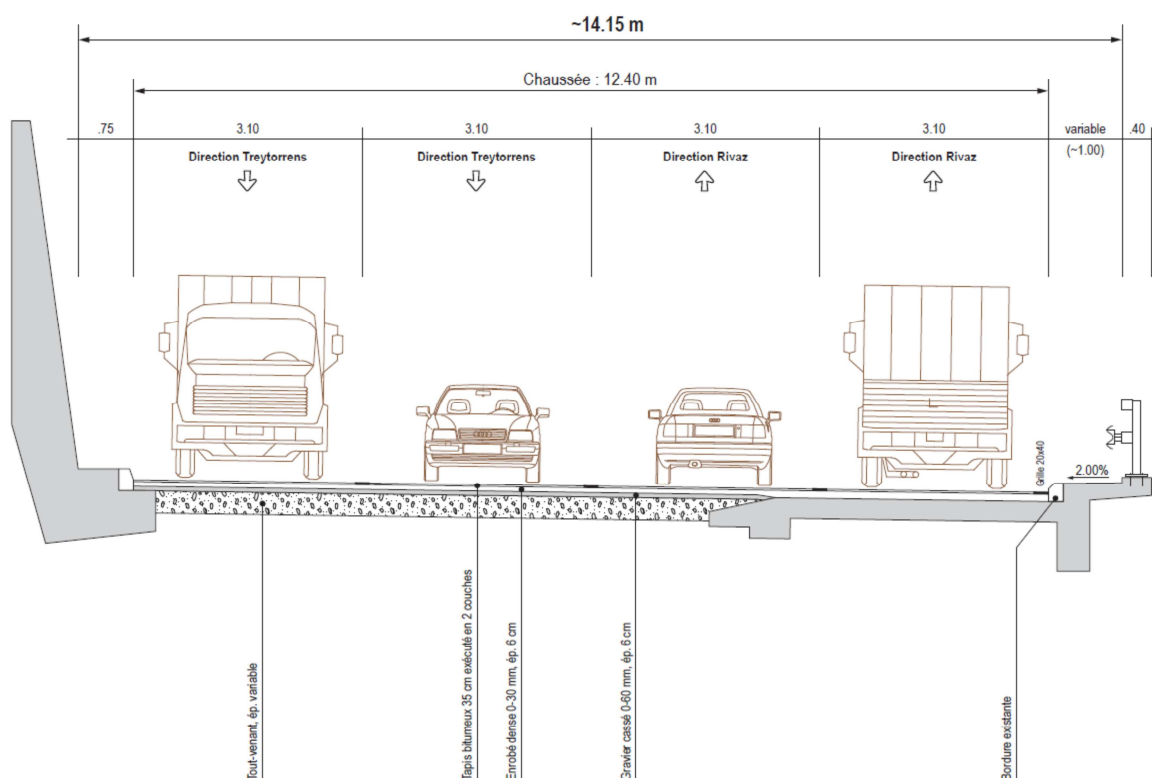 ~14.15 m
Chaussée : 12.40 m
.75
3.10
3.10
3.10
3.10
variable
.40
(~1.00)
Direction Treytorrens
Direction Treytorrens
Direction Rivaz
Direction Rivaz
Grille 20x40
2.00%
Tout-venant, ép. variable
Tapis bitumeux 35 cm exécuté en 2 couches
Enrobé dense 0-30 mm, ép. 6 cm
Gravier cassé 0-60 mm, ép. 6 cm
Bordure existante